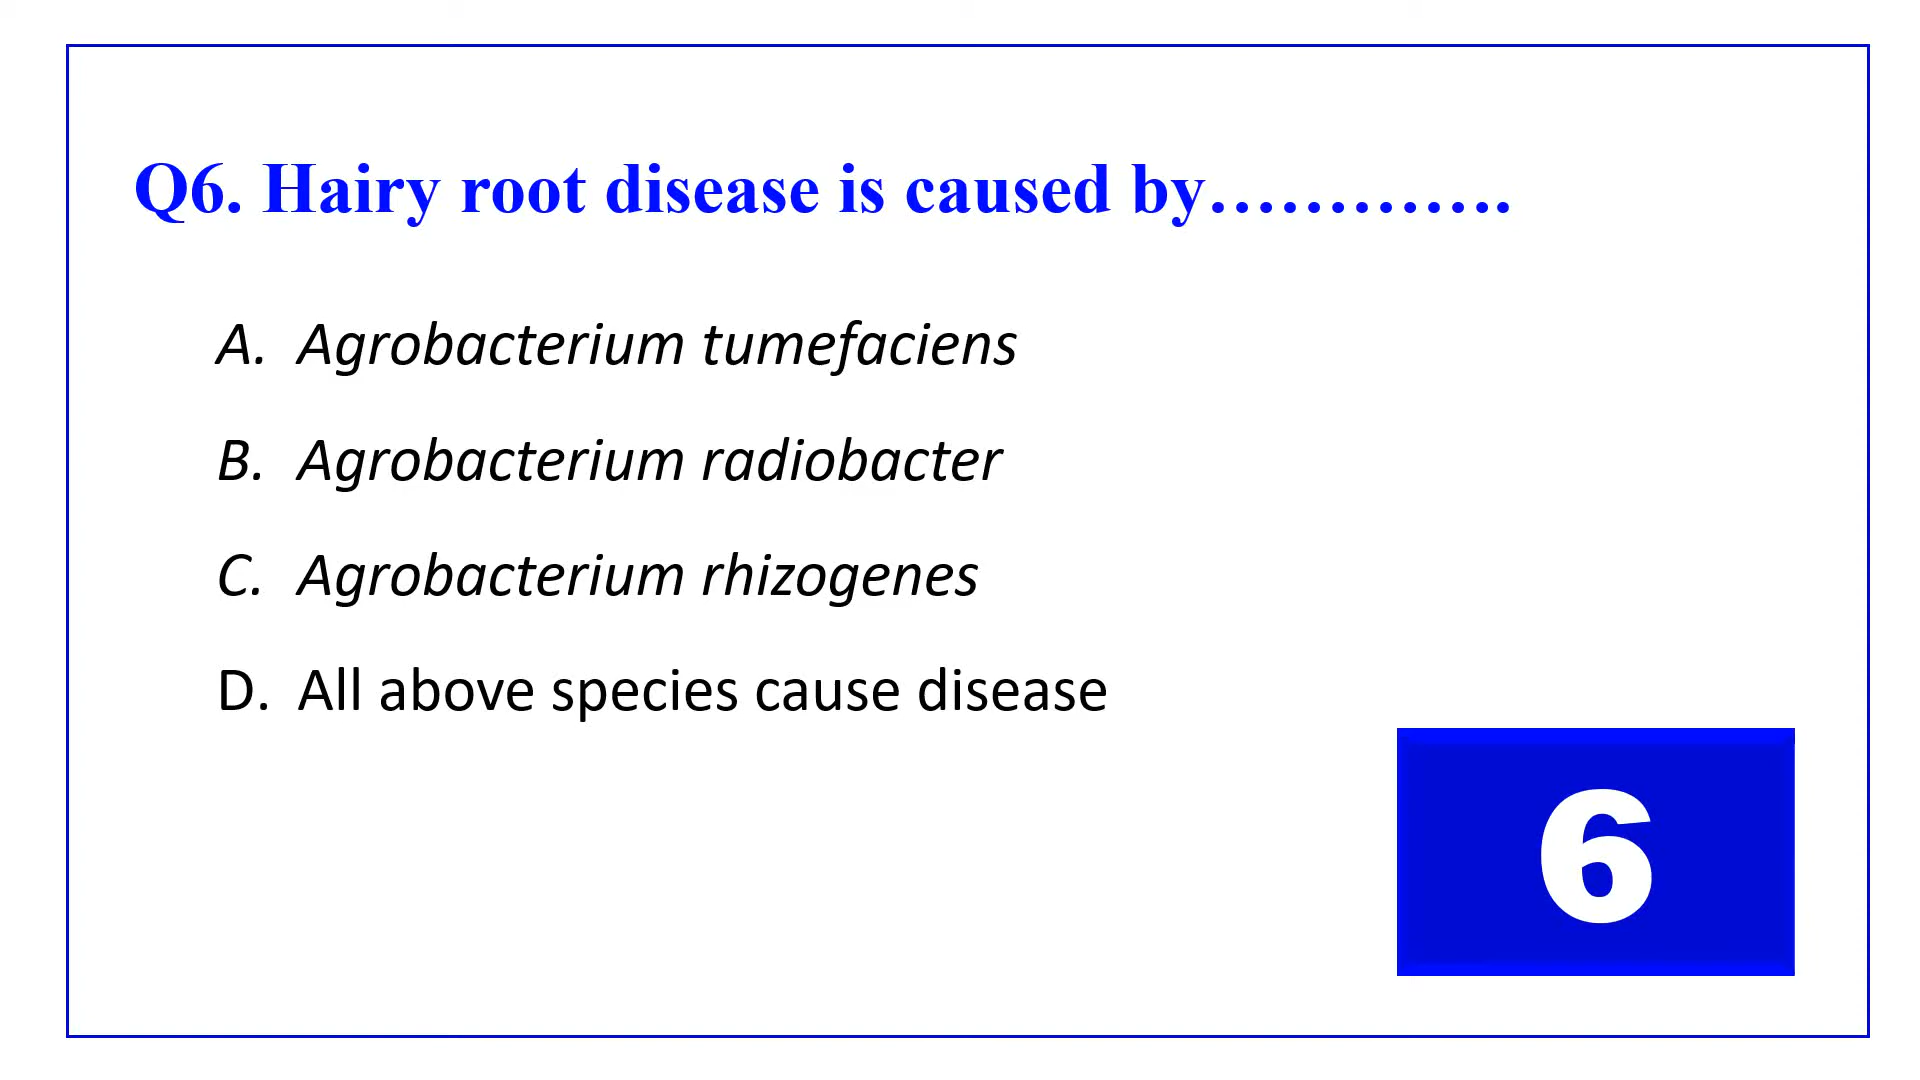 Q6. Hairy root disease is caused by………….
A. Agrobacterium tumefaciens
B. Agrobacterium radiobacter
C. Agrobacterium rhizogenes
D. All above species cause disease
6